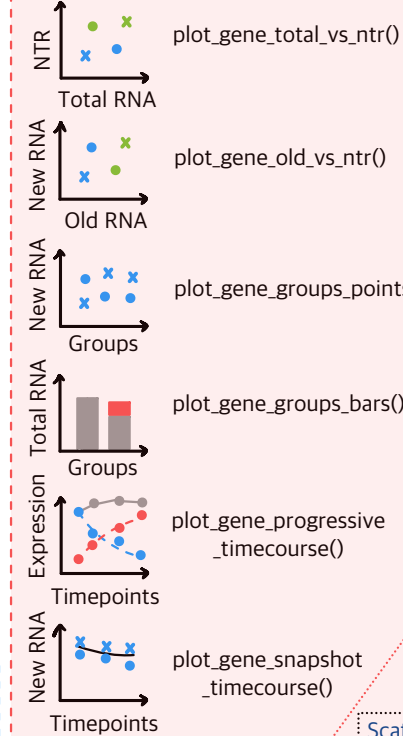 NTR
plot_gene_total_vs_ntr()
Total RNA
New RNA
plot_gene_old_vs_ntr()
Old RNA
New RNA
plot_gene_groups_points
Groups
Total RNA
plot_gene_groups_bars()
Groups
Expression
plot_gene_progressive
_timecourse()
Timepoints
New RNA
plot_gene_snapshot
_timecourse()
Timepoints
Scat